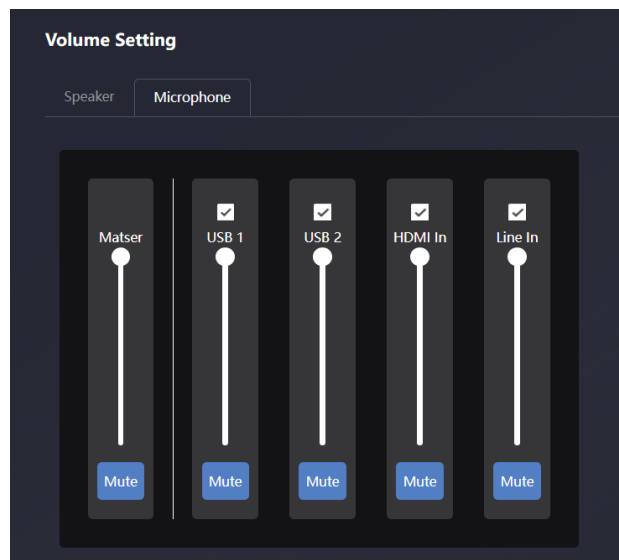 Volume Setting
Speaker Microphone
Matser USB 1 USB 2 HDMI In Line In
Mute Mute Mute Mute Mute